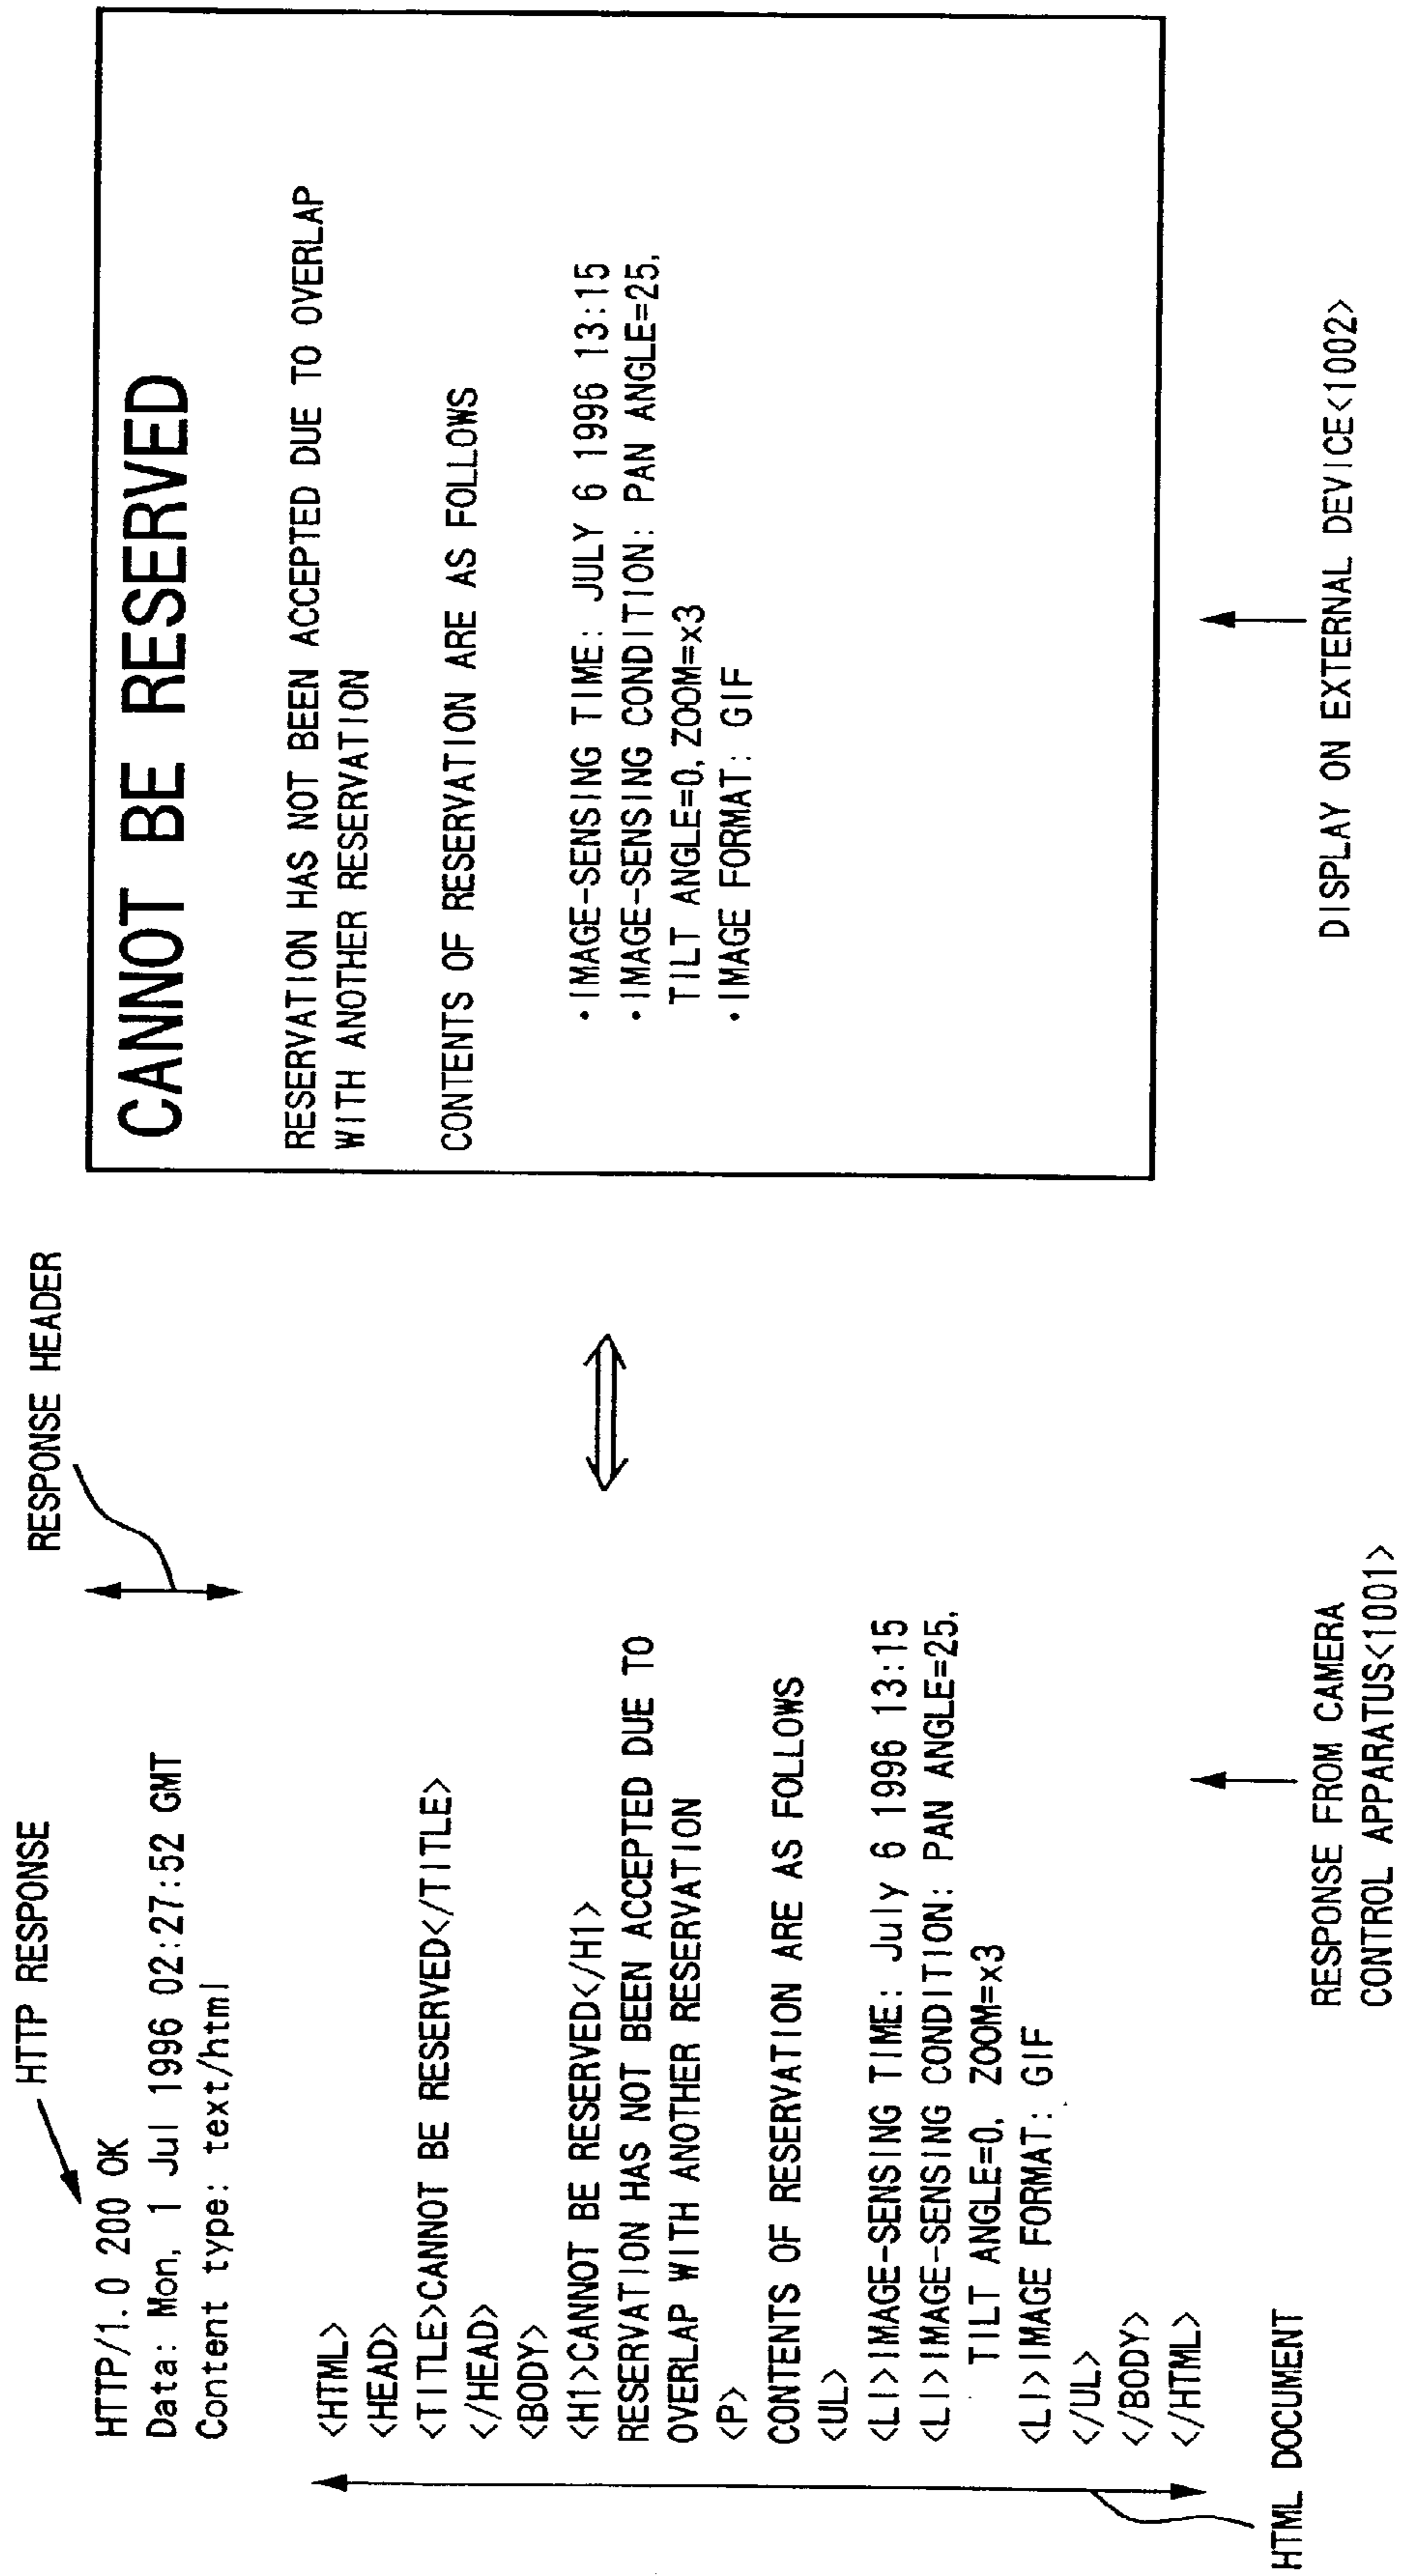 HTTP RESPONSE
RESPONSE HEADER
HTTP/1.0 200 OK
Data: Mon, 1 Jul 1996 02:27:52 GMT
Content type: text/html
<HTML>
<HEAD>
<TITLE>CANNOT BE RESERVED</TITLE>
</HEAD>
<BODY>
<H1>CANNOT BE RESERVED</H1>
RESERVATION HAS NOT BEEN ACCEPTED DUE TO
OVERLAP WITH ANOTHER RESERVATION
<P>
CONTENTS OF RESERVATION ARE AS FOLLOWS
<UL>
<LI>IMAGE-SENSING TIME: July 6 1996 13:15
<LI>IMAGE-SENSING CONDITION: PAN ANGLE=25,
TILT ANGLE=0, ZOOM=x3
<LI>IMAGE FORMAT: GIF
</UL>
</BODY>
</HTML>
HTML DOCUMENT
RESPONSE FROM CAMERA
CONTROL APPARATUS<1001>
CANNOT BE RESERVED
RESERVATION HAS NOT BEEN ACCEPTED DUE TO OVERLAP
WITH ANOTHER RESERVATION
CONTENTS OF RESERVATION ARE AS FOLLOWS
・IMAGE-SENSING TIME: JULY 6 1996 13:15
・IMAGE-SENSING CONDITION: PAN ANGLE=25,
TILT ANGLE=0, ZOOM=x3
・IMAGE FORMAT: GIF
DISPLAY ON EXTERNAL DEVICE<1002>